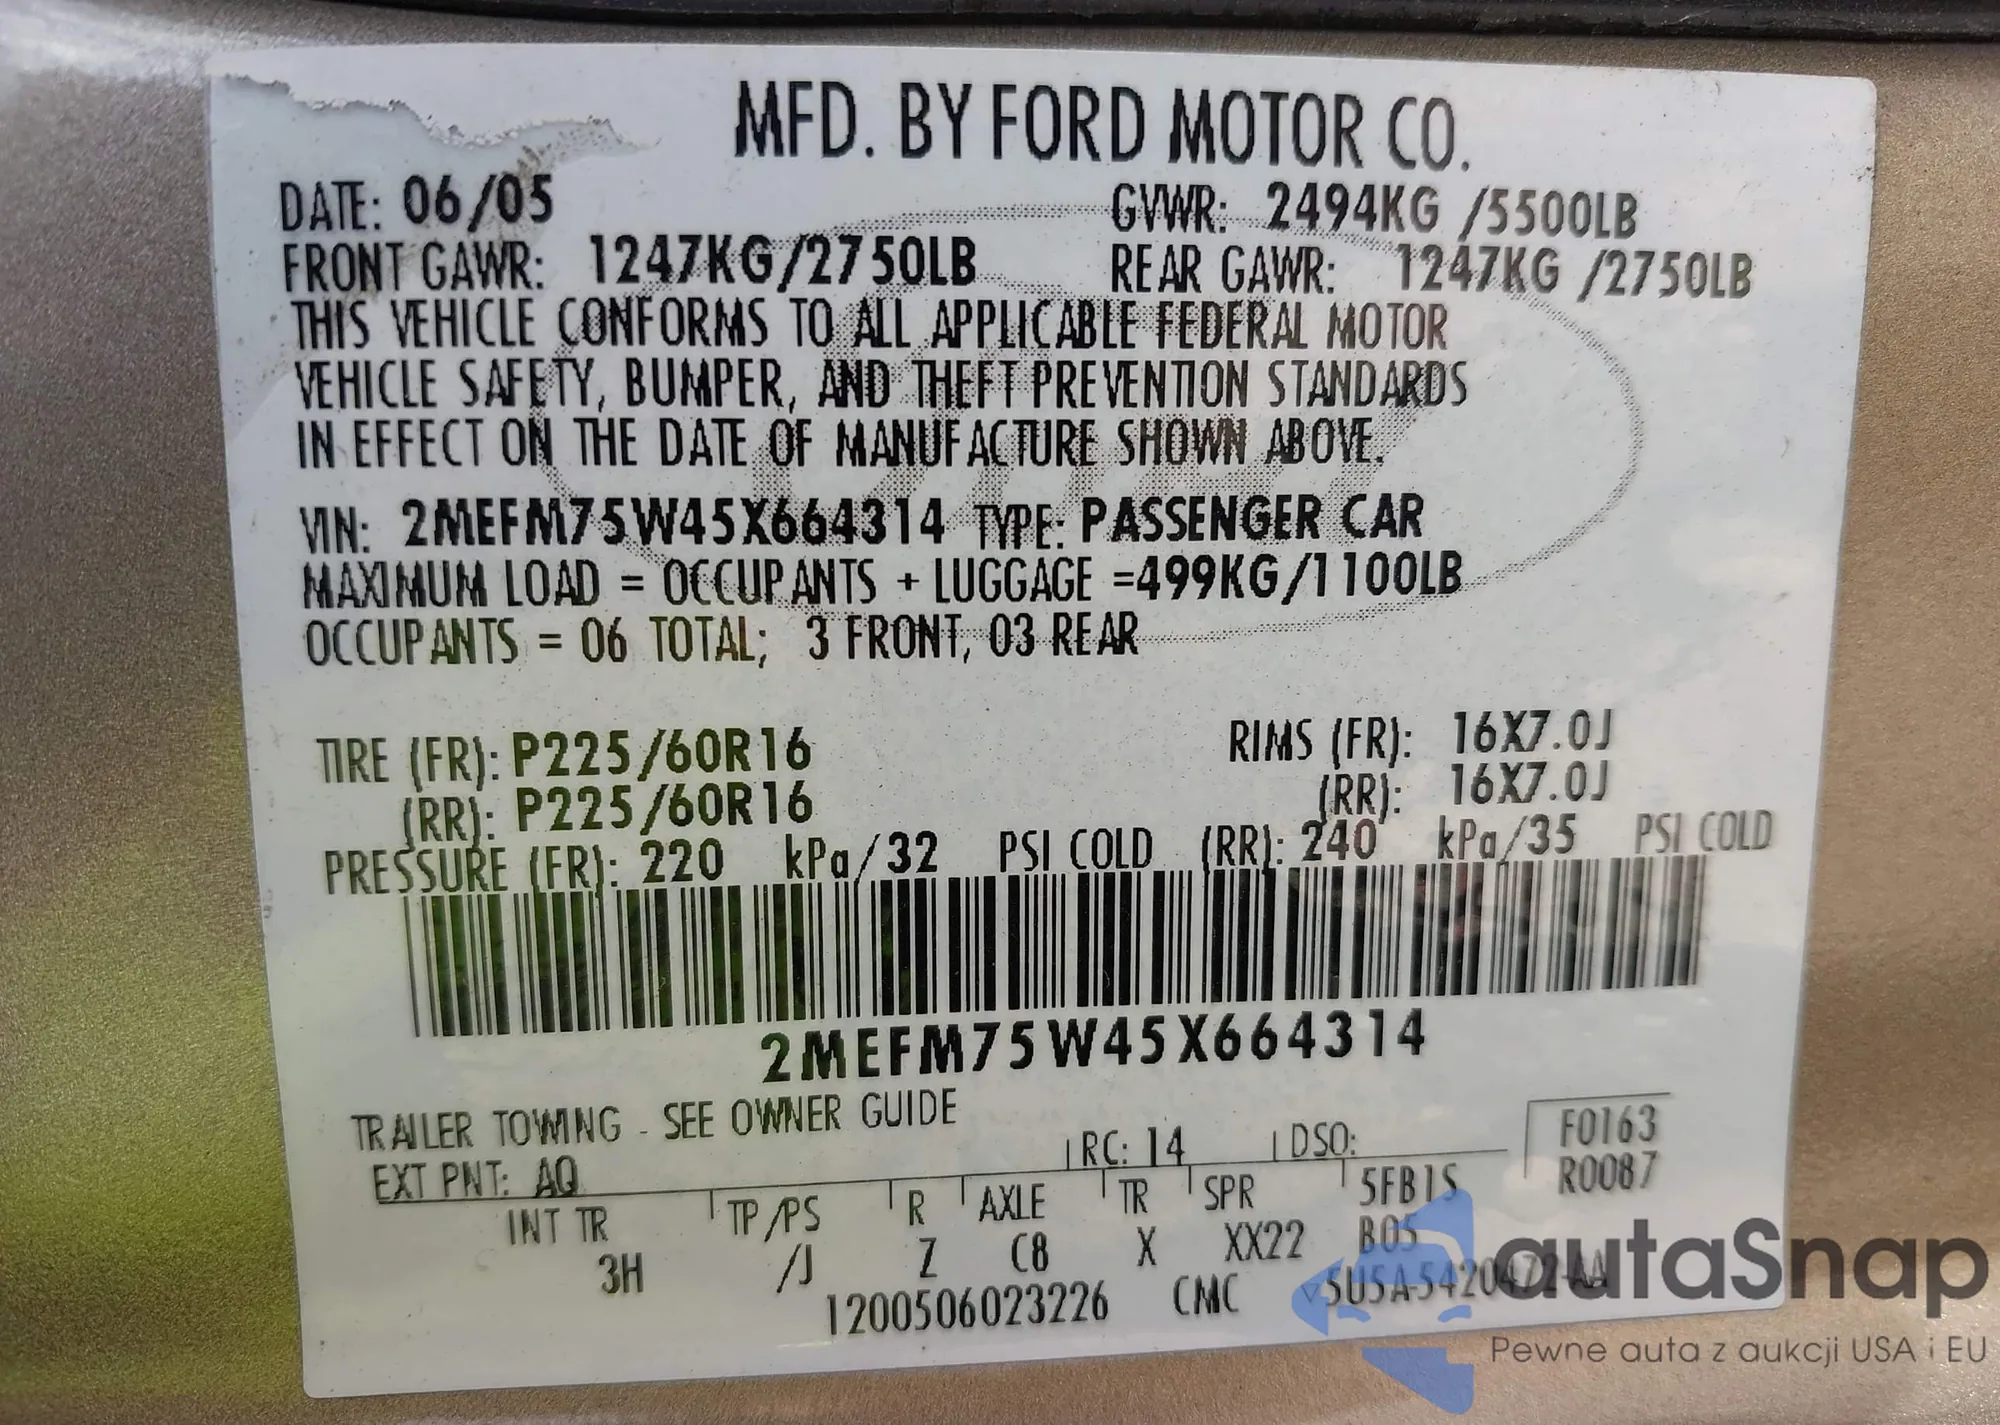 MFD. BY FORD MOTOR CO.
DATE: 06/05 GVWR: 2494KG /5500LB
FRONT GAWR: 1247KG/2750LB REAR GAWR: 1247KG /2750LB
THIS VEHICLE CONFORMS TO ALL APPLICABLE FEDERAL MOTOR
VEHICLE SAFETY, BUMPER, AND THEFT PREVENTION STANDARDS
IN EFFECT ON THE DATE OF MANUFACTURE SHOWN ABOVE.
VIN: 2MEFM75W45X664314 TYPE: PASSENGER CAR
MAXIMUM LOAD = OCCUPANTS + LUGGAGE =499KG/1100LB
OCCUPANTS = 06 TOTAL; 3 FRONT, 03 REAR
TIRE (FR): P225/60R16 RIMS (FR): 16X7.0J
(RR): P225/60R16 (RR): 16X7.0J
PRESSURE (FR): 220 kPa/32 PSI COLD (RR): 240 kPa/35 PSI COLD
2MEFM75W45X664314
TRAILER TOWING - SEE OWNER GUIDE
EXT PNT: AQ RC: 14 DSO: F0163
R0087
INT TR TP/PS R AXLE TR SPR 5FB1S
3H /J Z C8 X XX22 B05
1200506023226 CMC 5U5A-5420472-AA
autaSnap
Pewne auta z aukcji USA i EU